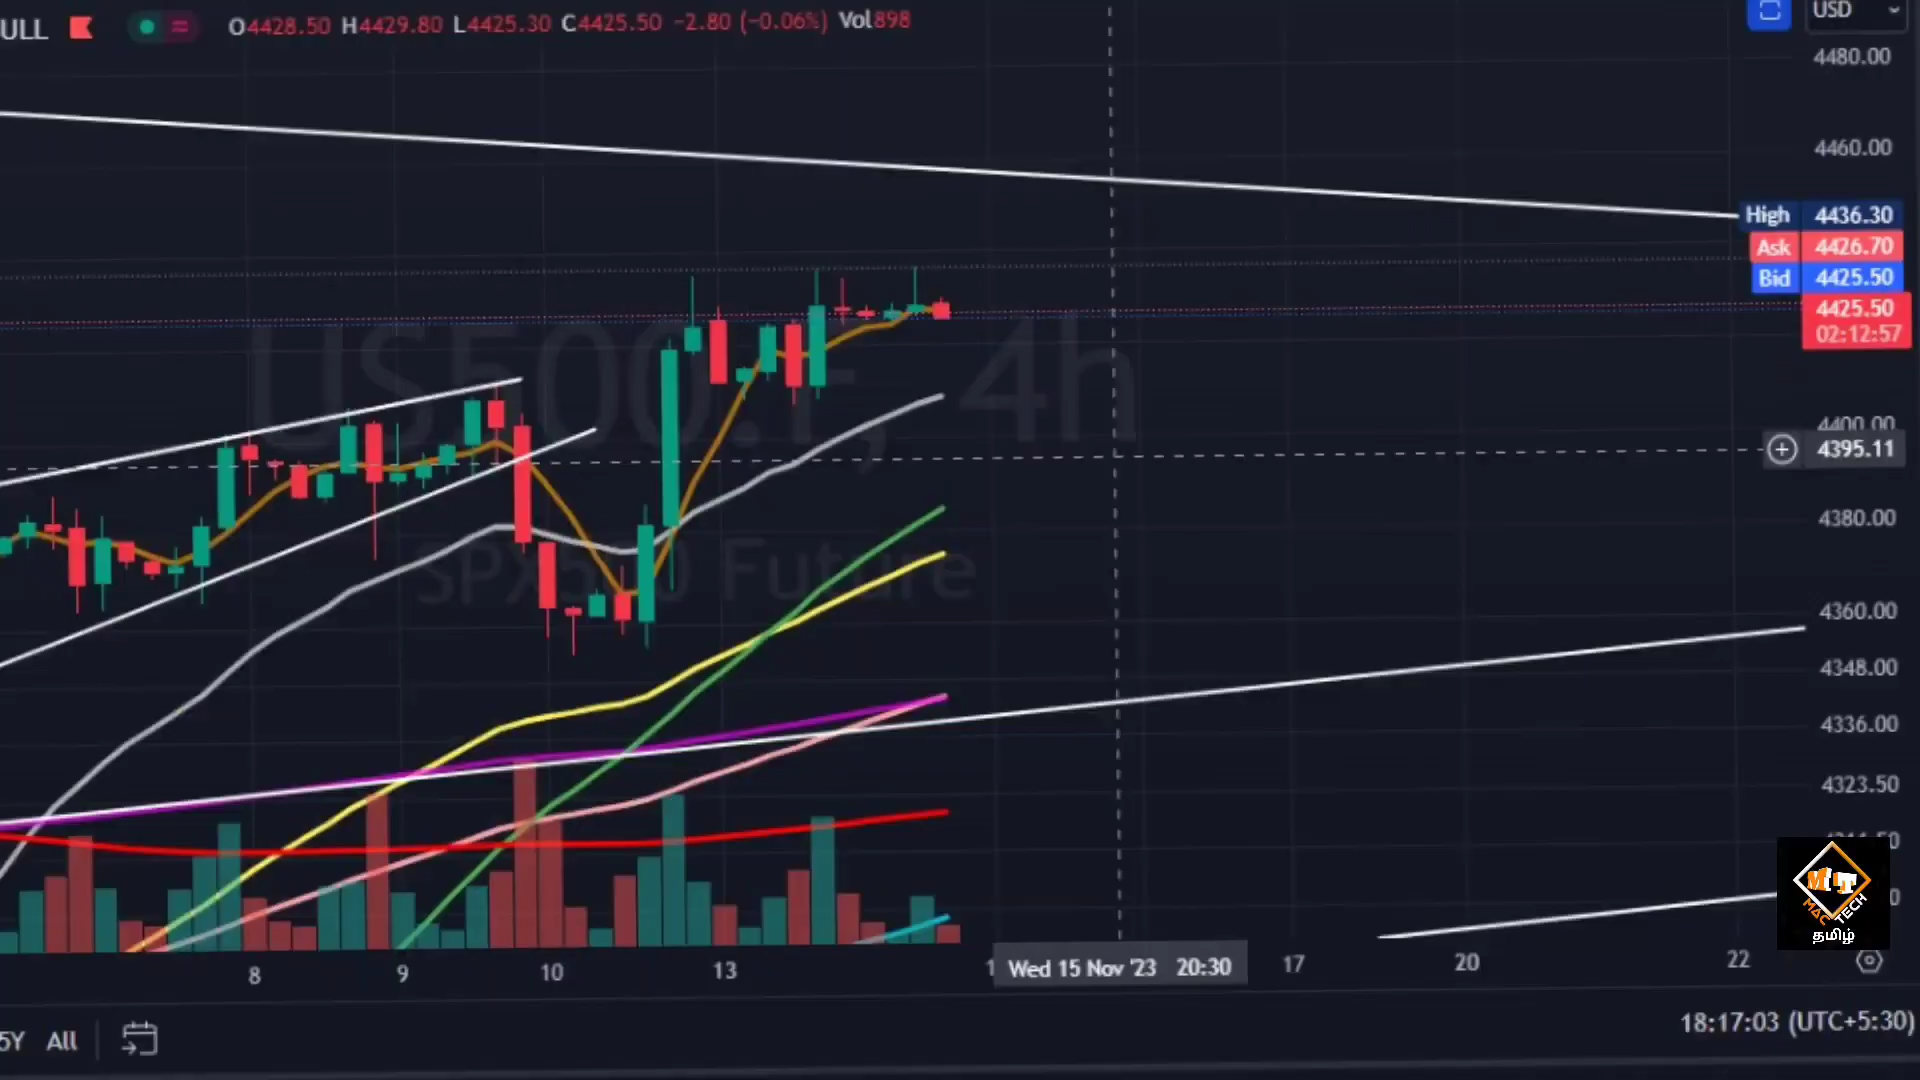 ULL O4428.50 H4429.80 L4425.30 C4425.50 −2.80 (−0.06%) Vol898
USD
4480.00
4460.00
High 4436.30
Ask 4426.70
Bid 4425.50
4425.50
02:12:57
US500.F, 4h
4400.00
4395.11
4380.00
SPX500 Future
4360.00
4348.00
4336.00
4323.50
MT
MAC TECH
தமிழ்
8 9 10 13 Wed 15 Nov '23 20:30 17 20 22
5Y All
18:17:03 (UTC+5:30)